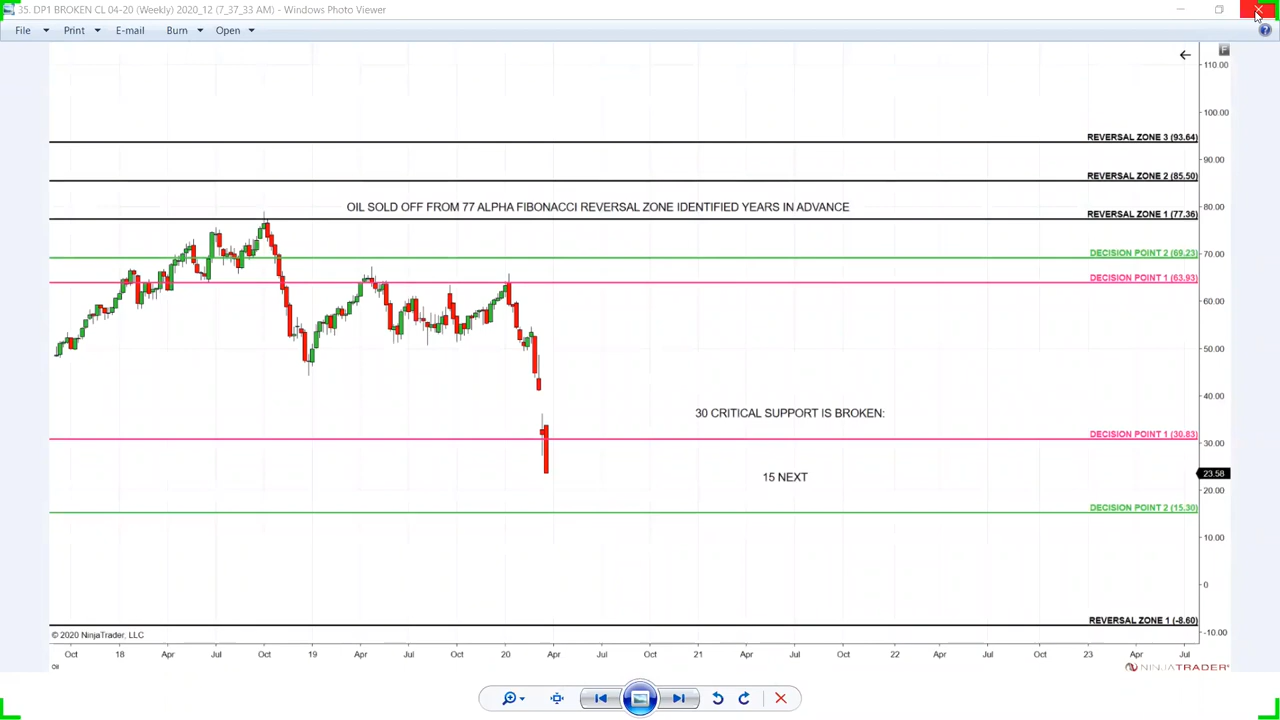 35. DP1 BROKEN CL 04-20 (Weekly) 2020_12 (7_37_33 AM) - Windows Photo Viewer
File Print E-mail Burn Open
F
110.00
100.00
REVERSAL ZONE 3 (93.64)
90.00
REVERSAL ZONE 2 (85.50)
OIL SOLD OFF FROM 77 ALPHA FIBONACCI REVERSAL ZONE IDENTIFIED YEARS IN ADVANCE
80.00
REVERSAL ZONE 1 (77.36)
DECISION POINT 2 (69.23)
70.00
DECISION POINT 1 (63.93)
60.00
50.00
40.00
30 CRITICAL SUPPORT IS BROKEN:
DECISION POINT 1 (30.83)
30.00
15 NEXT
23.58
20.00
DECISION POINT 2 (15.30)
10.00
0
REVERSAL ZONE 1 (-8.60)
-10.00
© 2020 NinjaTrader, LLC
Oct 18 Apr Jul Oct 19 Apr Jul Oct 20 Apr Jul Oct 21 Apr Jul Oct 22 Apr Jul Oct 23 Apr Jul
Oil
NINJATRADER